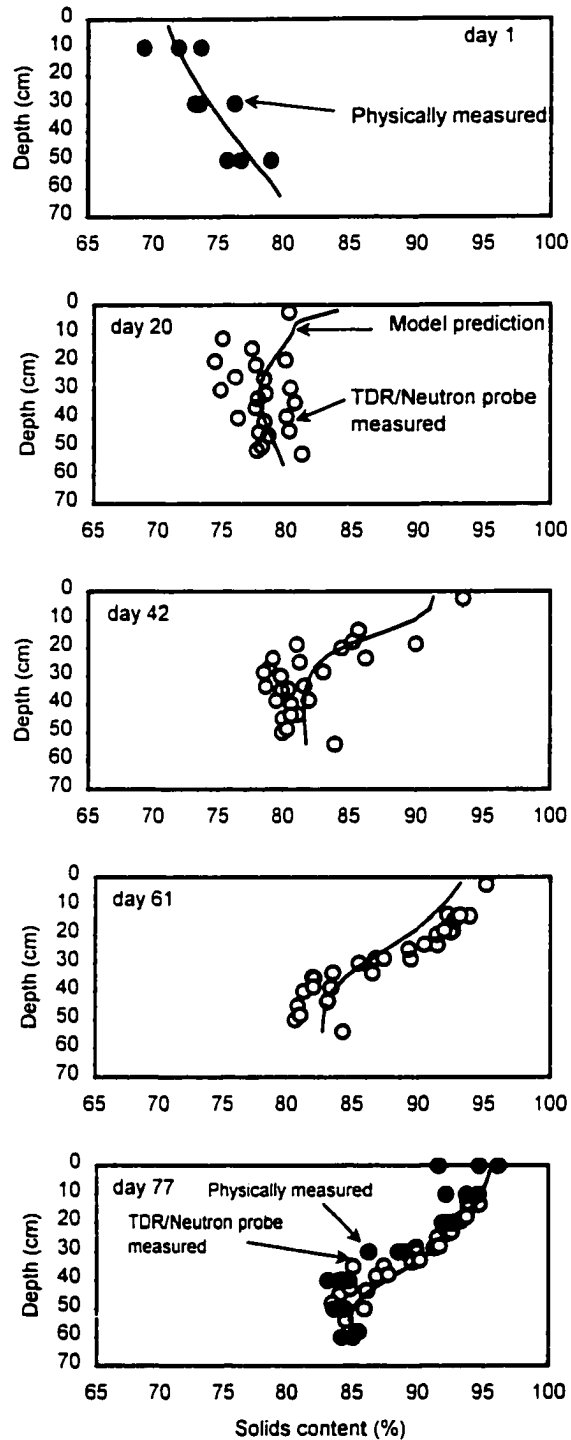 0
10
20
30
40
50
60
70
Depth (cm)
day 1
Physically measured
65 70 75 80 85 90 95 100
0
10
20
30
40
50
60
70
Depth (cm)
day 20
Model prediction
TDR/Neutron probe
measured
65 70 75 80 85 90 95 100
0
10
20
30
40
50
60
70
Depth (cm)
day 42
65 70 75 80 85 90 95 100
0
10
20
30
40
50
60
70
Depth (cm)
day 61
65 70 75 80 85 90 95 100
0
10
20
30
40
50
60
70
Depth (cm)
day 77
Physically measured
TDR/Neutron probe
measured
65 70 75 80 85 90 95 100
Solids content (%)